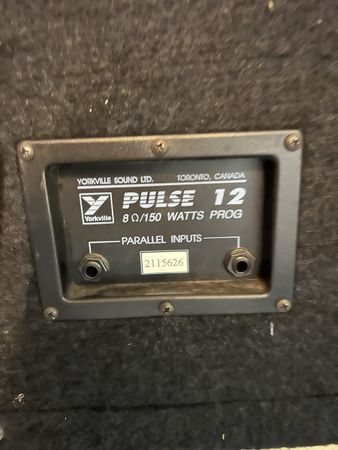 YORKVILLE SOUND LTD. TORONTO, CANADA
Y Yorkville PULSE 12
8 Ω/150 WATTS PROG
PARALLEL INPUTS
2115626